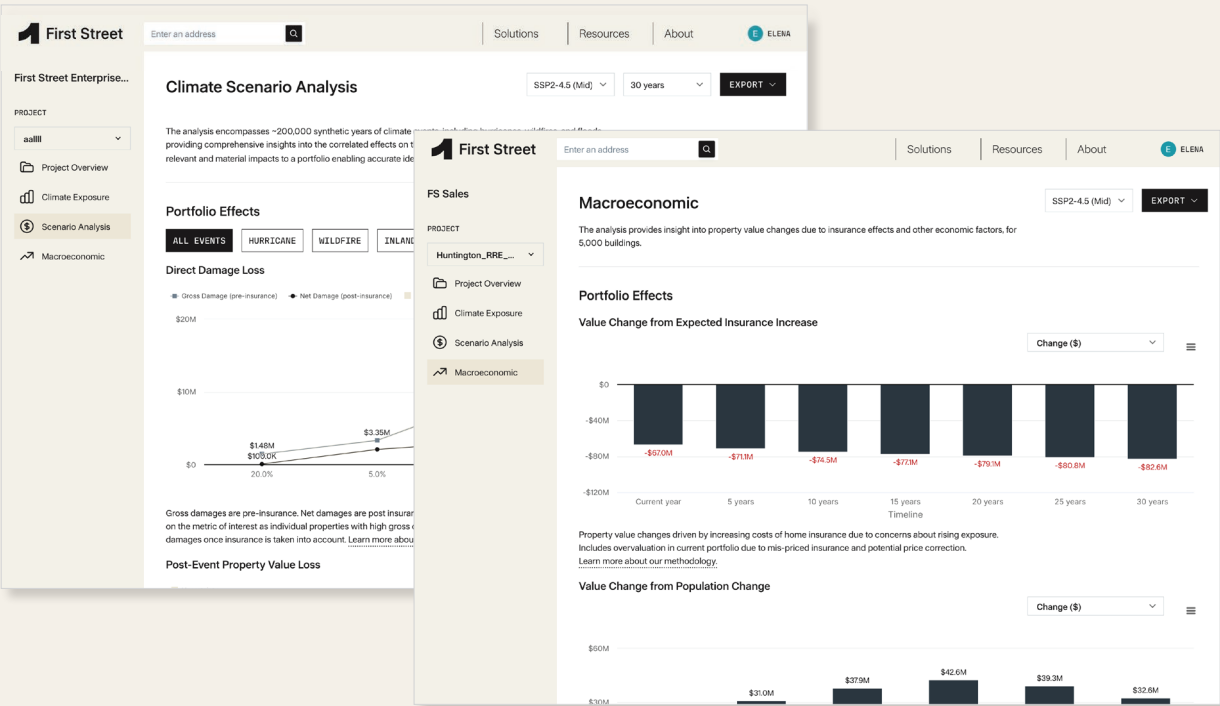 First Street
Enter an address
Solutions
Resources
About
E ELENA
First Street Enterprise...
PROJECT
aallll
Project Overview
Climate Exposure
Scenario Analysis
Macroeconomic
Climate Scenario Analysis
SSP2-4.5 (Mid)
30 years
EXPORT
The analysis encompasses ~200,000 synthetic years of climate events, including hurricane, wildfire, and floods,
providing comprehensive insights into the correlated effects on
relevant and material impacts to a portfolio enabling accurate
Portfolio Effects
ALL EVENTS
HURRICANE
WILDFIRE
Direct Damage Loss
Gross Damage (pre-insurance)
Net Damage (post-insurance)
$20M
$10M
$0
$1.48M
$3.35M
20.0%
5.0%
Gross damages are pre-insurance. Net damages are post
on the metric of interest as individual properties with high gross
damages once insurance is taken into account. Learn more
Post-Event Property Value Loss
First Street
Enter an address
Solutions
Resources
About
E ELENA
FS Sales
PROJECT
Huntington_RRE_...
Project Overview
Climate Exposure
Scenario Analysis
Macroeconomic
Macroeconomic
SSP2-4.5 (Mid)
EXPORT
The analysis provides insight into property value changes due to insurance effects and other economic factors, for
5,000 buildings.
Portfolio Effects
Value Change from Expected Insurance Increase
Change ($)
$0
-$40M
-$80M
-$120M
-$67.0M
-$71.1M
-$74.5M
-$77.1M
-$79.1M
-$80.8M
-$82.6M
Current year
5 years
10 years
15 years
20 years
25 years
30 years
Timeline
Property value changes driven by increasing costs of home insurance due to concerns about rising exposure.
Includes overvaluation in current portfolio due to mis-priced insurance and potential price correction.
Learn more about our methodology.
Value Change from Population Change
Change ($)
$60M
$30M
$31.0M
$37.9M
$42.6M
$39.3M
$32.6M